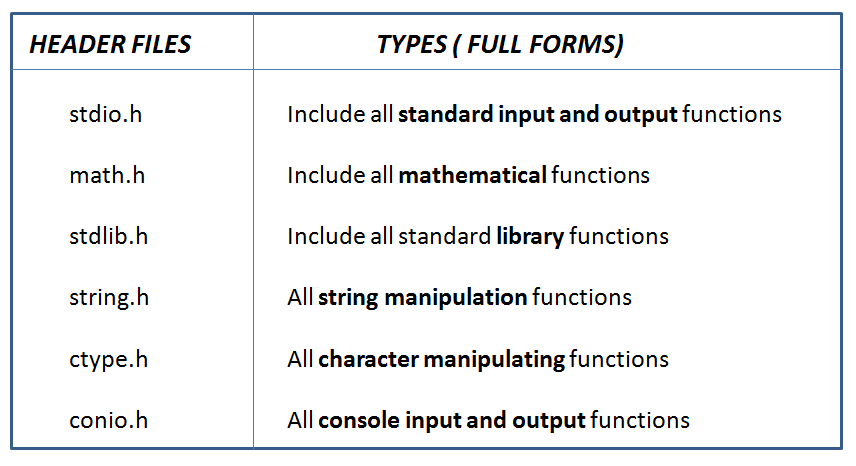 HEADER FILES TYPES ( FULL FORMS)
stdio.h Include all standard input and output functions
math.h Include all mathematical functions
stdlib.h Include all standard library functions
string.h All string manipulation functions
ctype.h All character manipulating functions
conio.h All console input and output functions